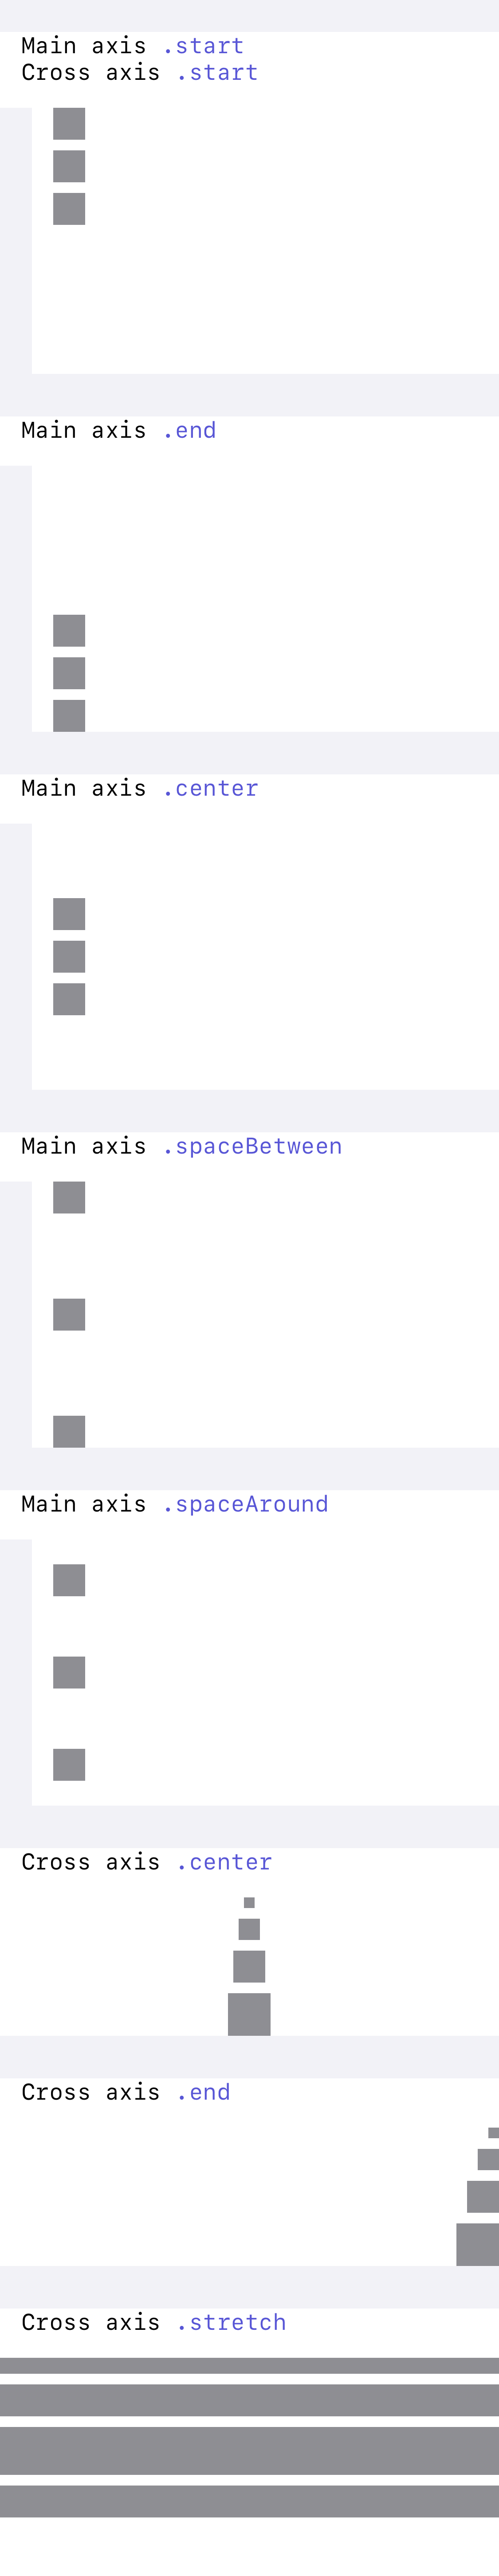 Main axis .start
Cross axis .start
Main axis .end
Main axis .center
Main axis .spaceBetween
Main axis .spaceAround
Cross axis .center
Cross axis .end
Cross axis .stretch